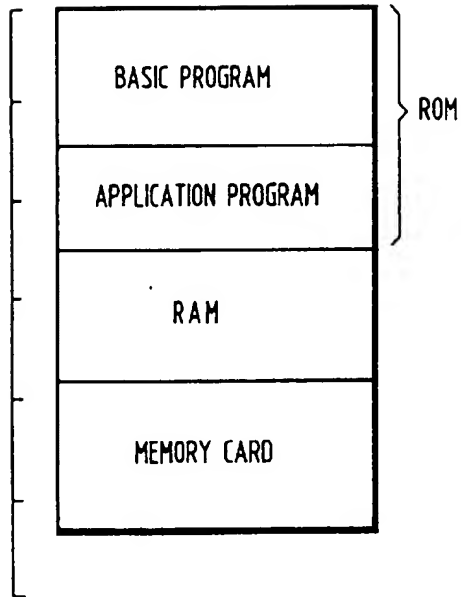 BASIC PROGRAM
ROM
APPLICATION PROGRAM
RAM
MEMORY CARD